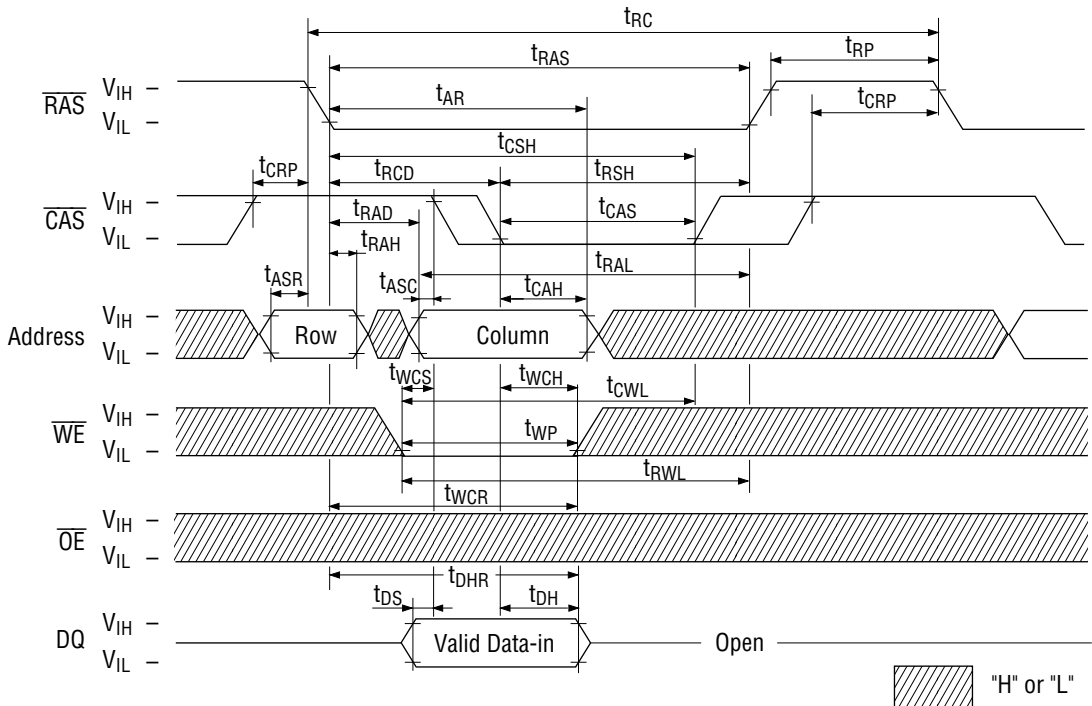 tRC
tRP
tRAS
RAS
VIH –
VIL –
tAR
tCRP
tCSH
tCRP
tRCD
tRSH
CAS
VIH –
VIL –
tRAD
tCAS
tRAH
tRAL
tASR
tASC
tCAH
Address
VIH –
VIL –
Row
Column
tWCS
tWCH
tCWL
WE
VIH –
VIL –
tWP
tRWL
tWCR
OE
VIH –
VIL –
tDHR
tDS
tDH
DQ
VIH –
VIL –
Valid Data-in
Open
"H" or "L"